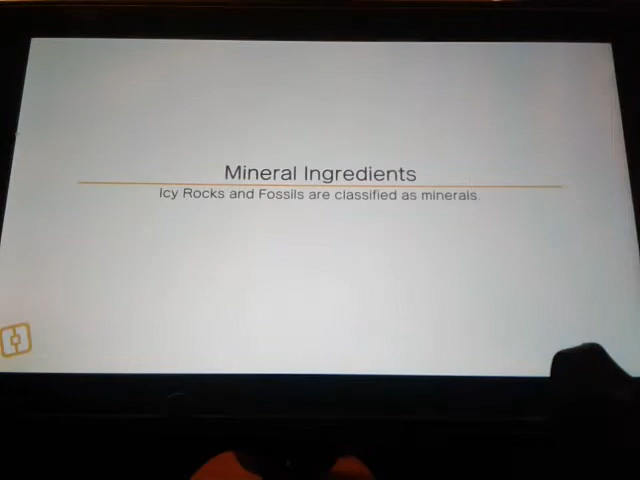 Mineral Ingredients
Icy Rocks and Fossils are classified as minerals.